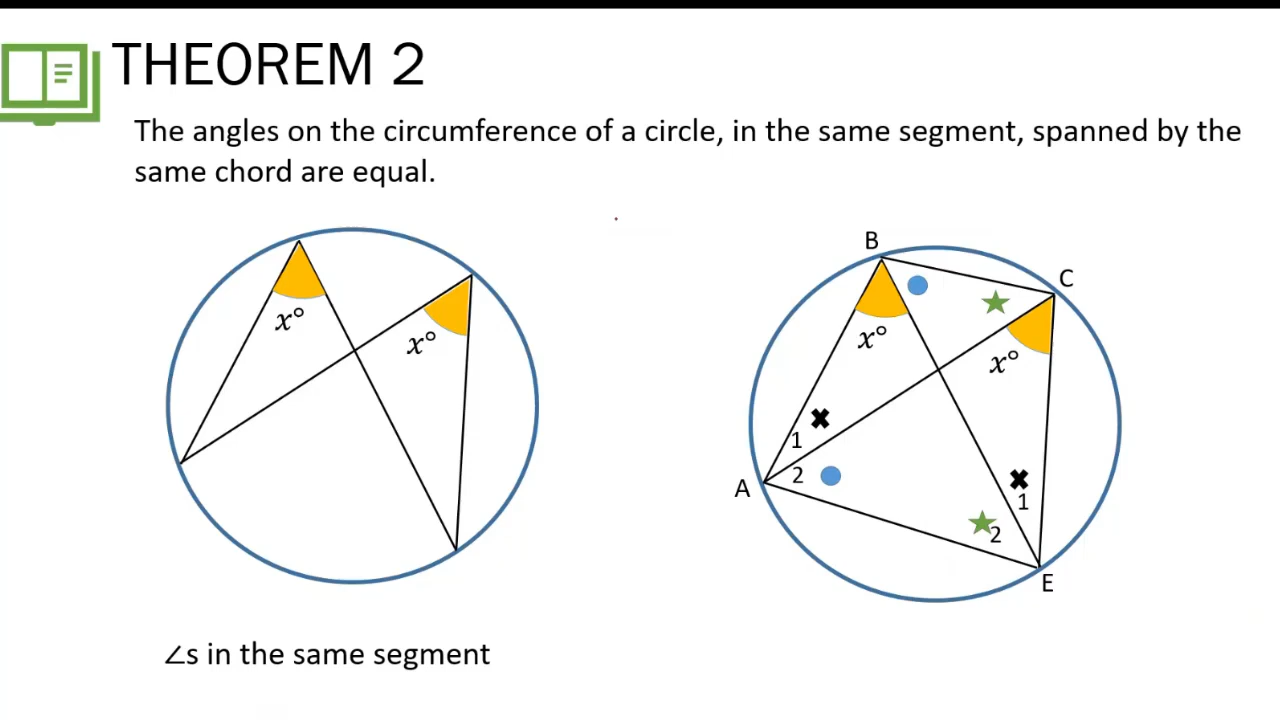 THEOREM 2
The angles on the circumference of a circle, in the same segment, spanned by the
same chord are equal.
x°
x°
∠s in the same segment
B
C
x°
x°
1
2
A
1
2
E